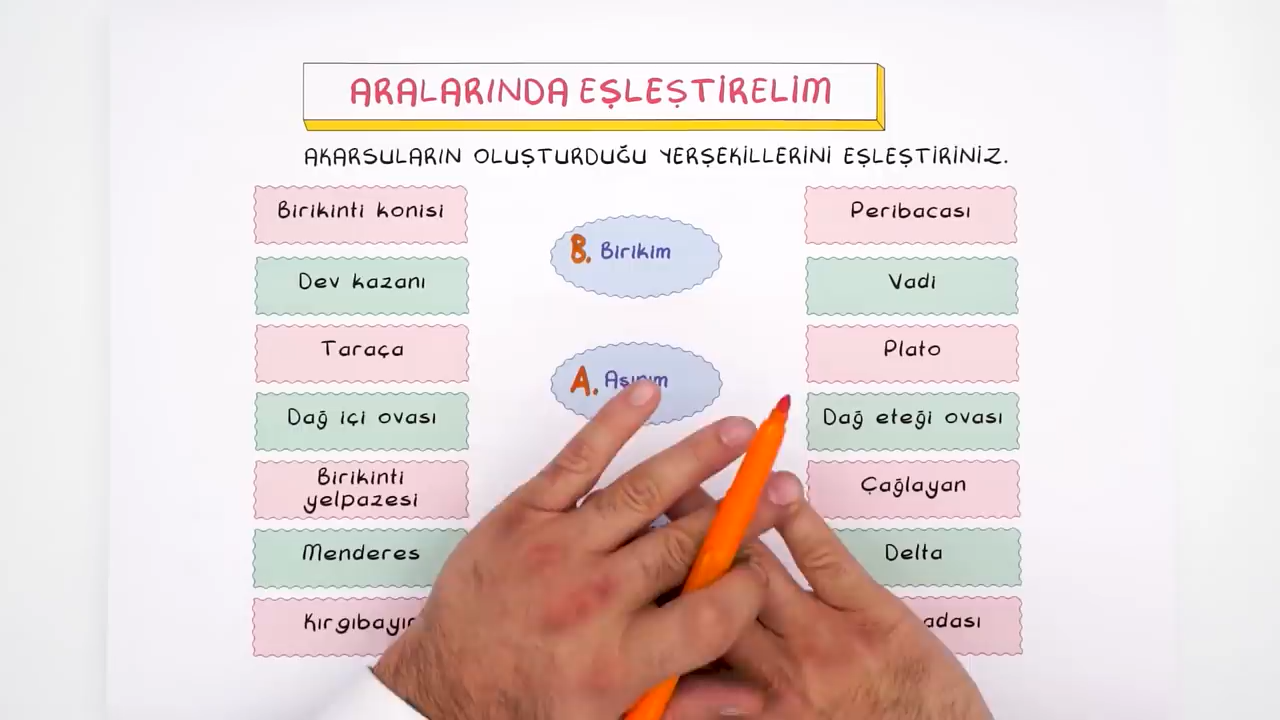 ARALARINDA EŞLEŞTİRELİM
AKARSULARIN OLUŞTURDUĞU YERŞEKİLLERİNİ EŞLEŞTİRİNİZ.
Birikinti konisi
Dev kazanı
Taraça
Dağ içi ovası
Birikinti
yelpazesi
Menderes
B. Birikim
A. Aşınım
Peribacası
Vadi
Plato
Dağ eteği ovası
Çağlayan
Delta
adası